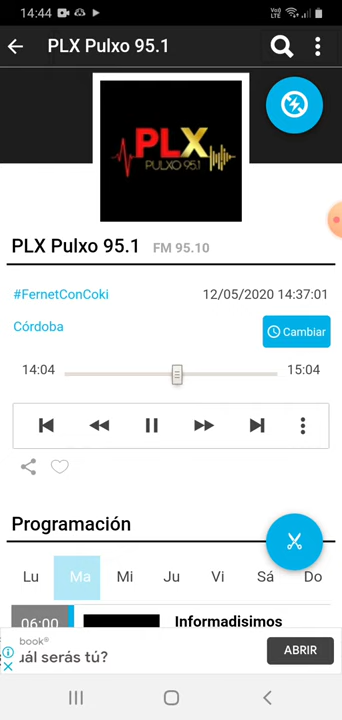 14:44
PLX Pulxo 95.1
PLX
PULXO 95.1
PLX Pulxo 95.1 FM 95.10
#FernetConCoki 12/05/2020 14:37:01
Córdoba Cambiar
14:04 15:04
Programación
Lu Ma Mi Ju Vi Sá Do
06:00 Informadisimos
book®
uál serás tú? ABRIR